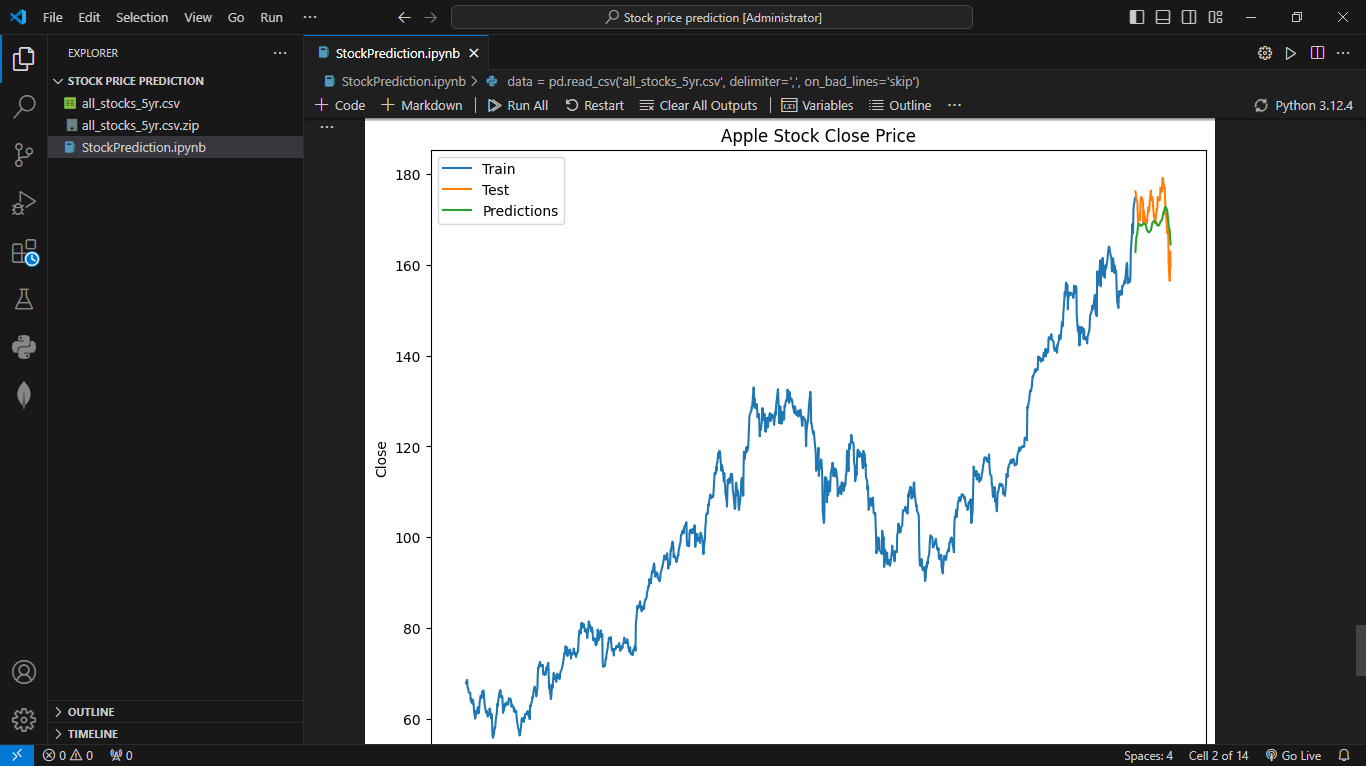 File Edit Selection View Go Run ···
Stock price prediction [Administrator]
EXPLORER ···
STOCK PRICE PREDICTION
all_stocks_5yr.csv
all_stocks_5yr.csv.zip
StockPrediction.ipynb
OUTLINE
TIMELINE
StockPrediction.ipynb
StockPrediction.ipynb > data = pd.read_csv('all_stocks_5yr.csv', delimiter=',', on_bad_lines='skip')
+ Code + Markdown Run All Restart Clear All Outputs Variables Outline ··· Python 3.12.4
Apple Stock Close Price
Train
Test
Predictions
180
160
140
120
100
80
60
Close
0 0 0 Spaces: 4 Cell 2 of 14 Go Live